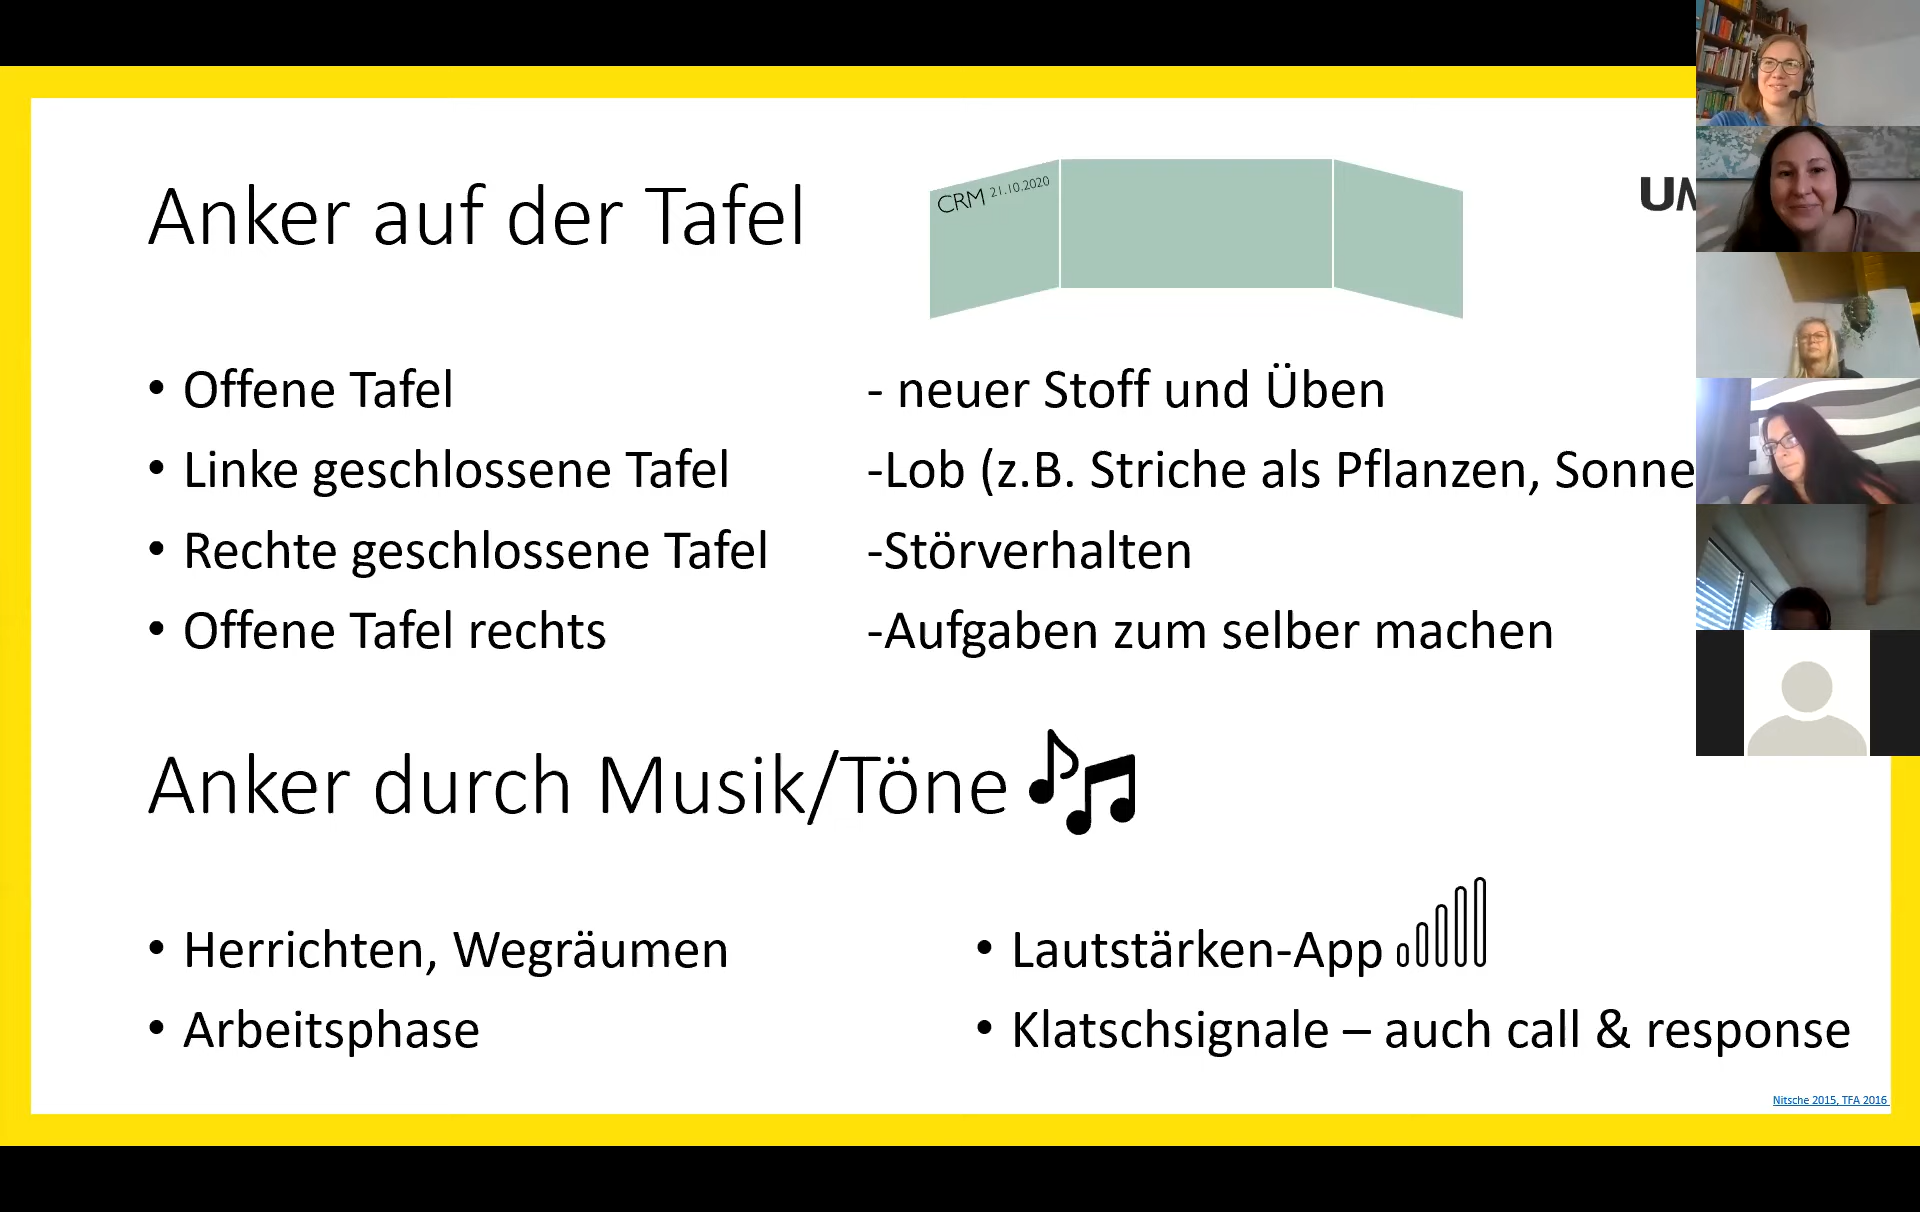 Anker auf der Tafel
CRM 21.10.2020
• Offene Tafel - neuer Stoff und Üben
• Linke geschlossene Tafel -Lob (z.B. Striche als Pflanzen, Sonne
• Rechte geschlossene Tafel -Störverhalten
• Offene Tafel rechts -Aufgaben zum selber machen
Anker durch Musik/Töne
• Herrichten, Wegräumen
• Arbeitsphase
• Lautstärken-App
• Klatschsignale – auch call & response
Nitsche 2015, TFA 2016